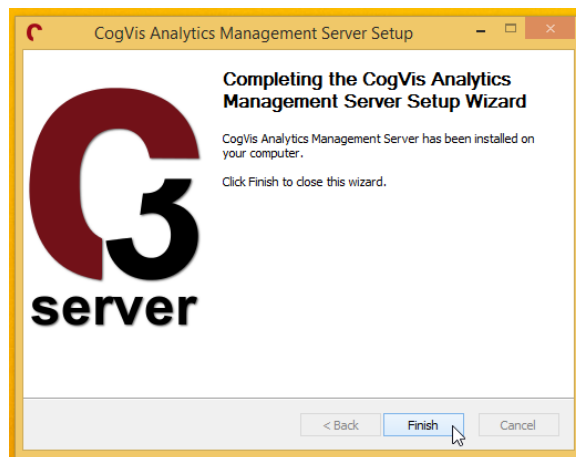 CogVis Analytics Management Server Setup
Completing the CogVis Analytics
Management Server Setup Wizard
CogVis Analytics Management Server has been installed on
your computer.
Click Finish to close this wizard.
C3
server
< Back
Finish
Cancel